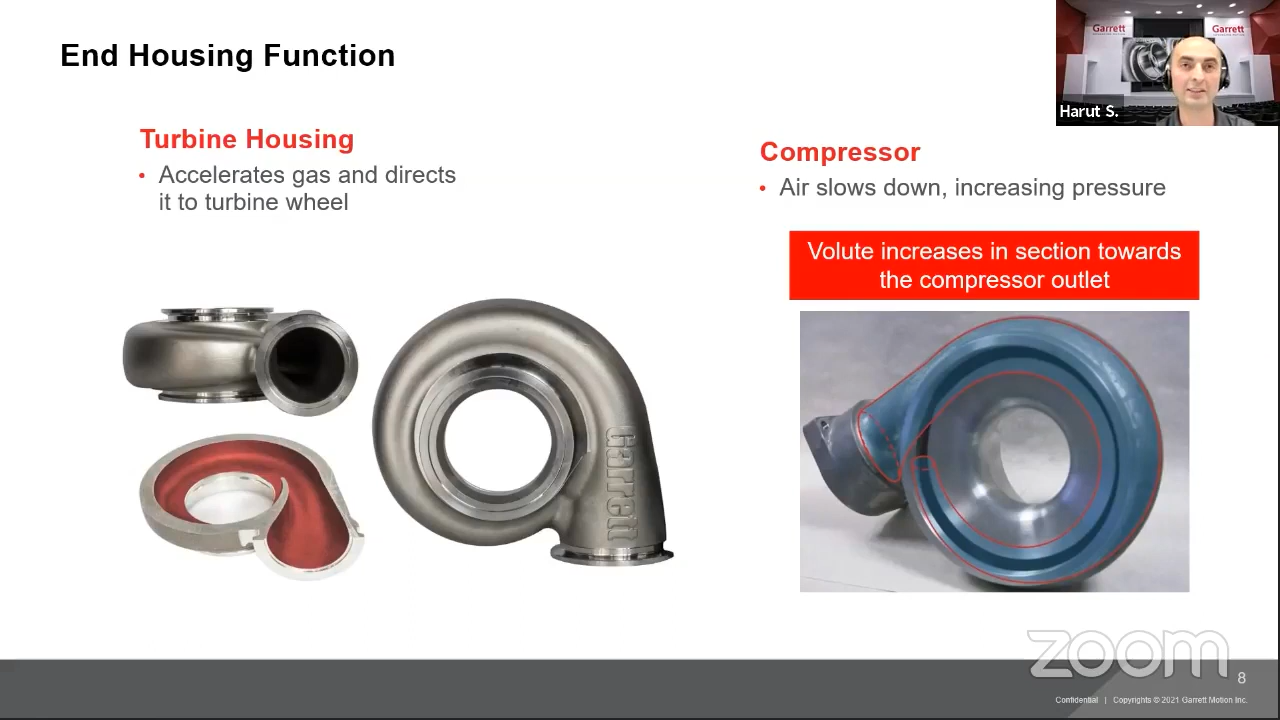 End Housing Function
Garrett
Garrett
Harut S.
Turbine Housing
• Accelerates gas and directs
it to turbine wheel
Compressor
• Air slows down, increasing pressure
Volute increases in section towards
the compressor outlet
Garrett
zoom
8
Confidential | Copyrights © 2021 Garrett Motion Inc.